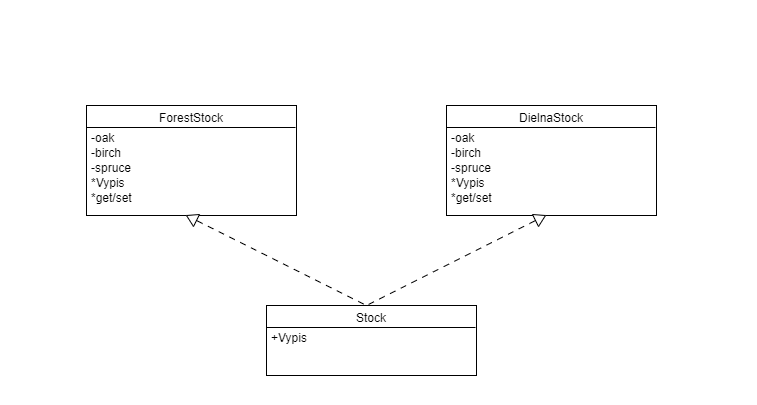 ForestStock
-oak
-birch
-spruce
*Vypis
*get/set
DielnaStock
-oak
-birch
-spruce
*Vypis
*get/set
Stock
+Vypis